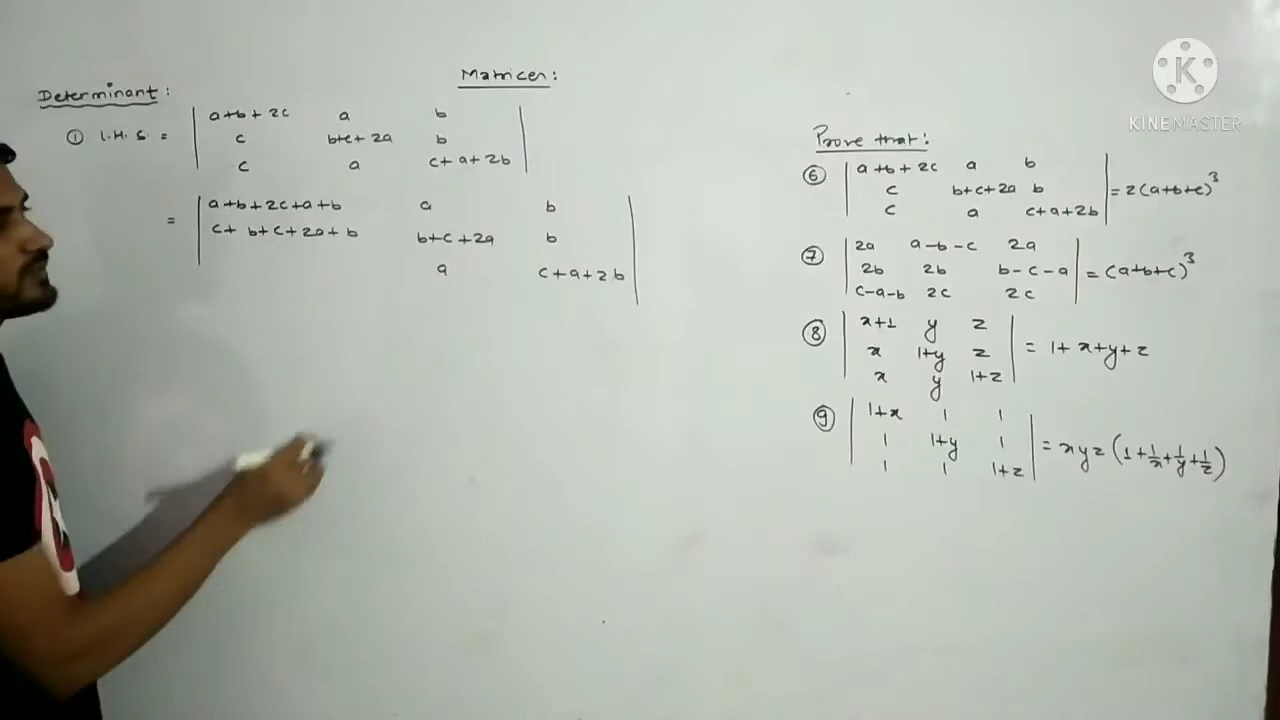 Matricen:
Determinant:
① L.H.S. = | a+b+2c a b |
| c b+c+2a b |
| c a c+a+2b |
= | a+b+2c+a+b a b |
| c+b+c+2a+b b+c+2a b |
| a c+a+2b |
K
KINEMASTER
Prove that:
⑥ | a+b+2c a b |
| c b+c+2a b | = 2(a+b+c)³
| c a c+a+2b |
⑦ | 2a a-b-c 2a |
| 2b 2b b-c-a | = (a+b+c)³
| c-a-b 2c 2c |
⑧ | x+1 y z |
| x 1+y z | = 1+x+y+z
| x y 1+z |
⑨ | 1+x 1 1 |
| 1 1+y 1 | = xyz(1+1/x+1/y+1/z)
| 1 1 1+z |